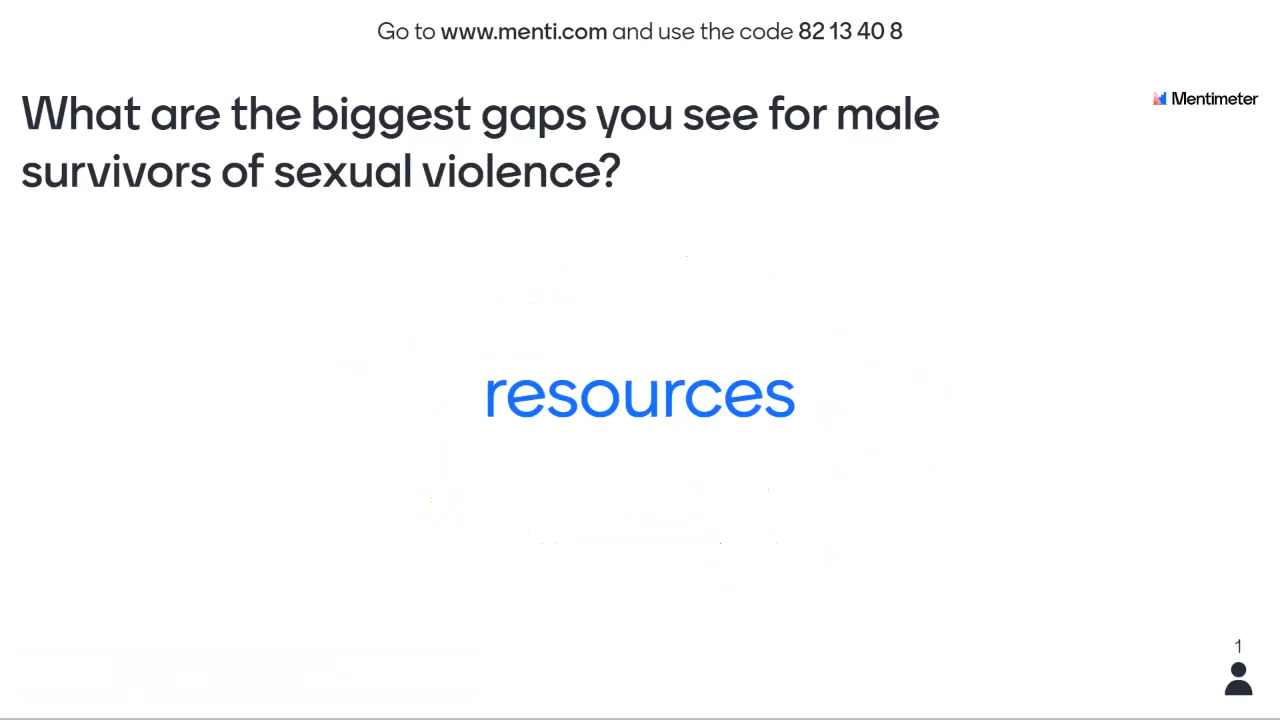 Go to www.menti.com and use the code 82 13 40 8
What are the biggest gaps you see for male
survivors of sexual violence?
Mentimeter
resources
1